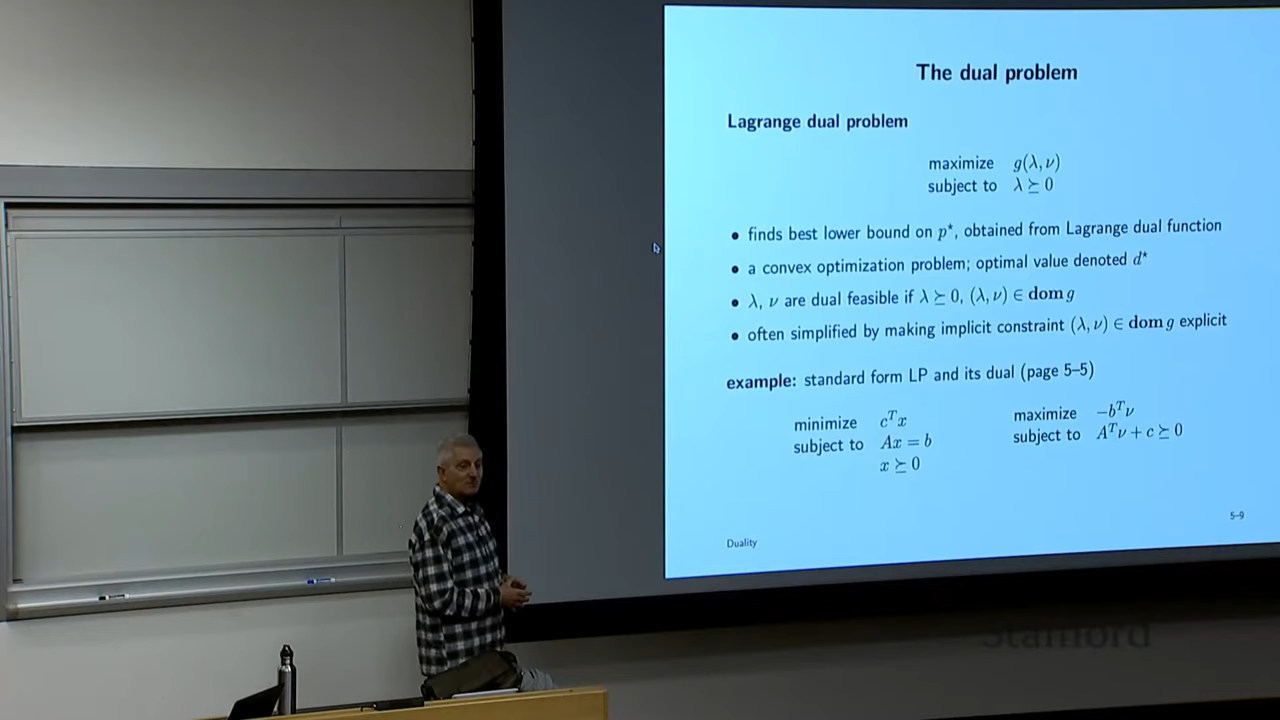 The dual problem
Lagrange dual problem
maximize g(λ, ν)
subject to λ ⪰ 0
• finds best lower bound on p⋆, obtained from Lagrange dual function
• a convex optimization problem; optimal value denoted d⋆
• λ, ν are dual feasible if λ ⪰ 0, (λ, ν) ∈ dom g
• often simplified by making implicit constraint (λ, ν) ∈ dom g explicit
example: standard form LP and its dual (page 5–5)
minimize cᵀx
subject to Ax = b
x ⪰ 0
maximize −bᵀν
subject to Aᵀν + c ⪰ 0
Duality
5–9
Stanford